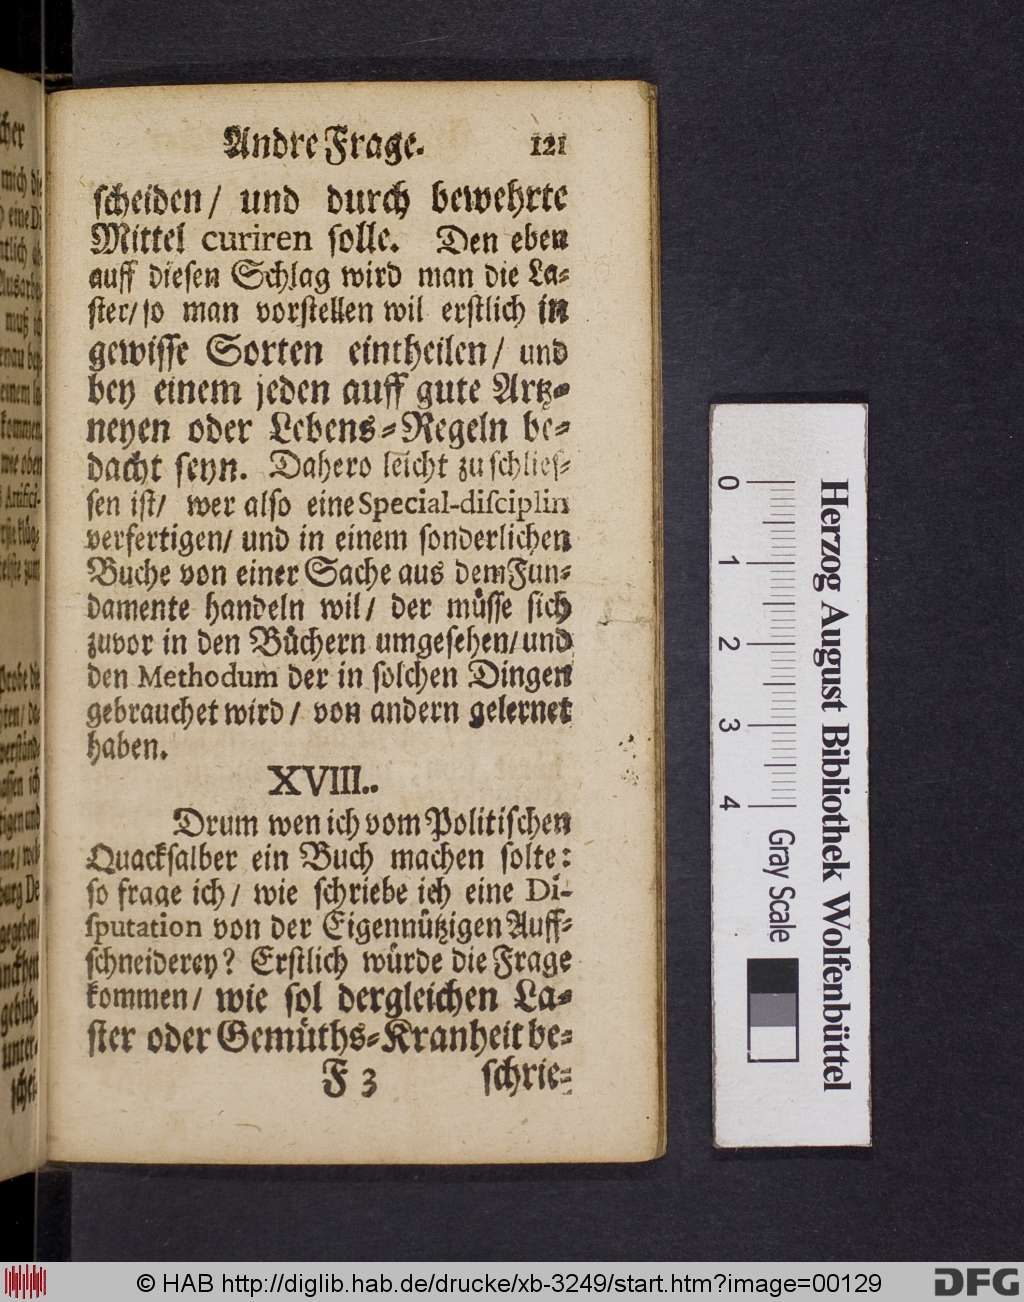 Andre Frage. 121
ſcheiden/ und durch bewehrte
Mittel curiren ſolle. Den eben
auff dieſen Schlag wird man die La⸗
ſter/ ſo man vorſtellen wil erſtlich in
gewiſſe Sorten eintheilen/ und
bey einem jeden auff gute Artz⸗
neyen oder Lebens⸗Regeln be⸗
dacht ſeyn. Dahero leicht zu ſchlieſ⸗
ſen iſt/ wer alſo eine Special-diſciplin
verfertigen/ und in einem ſonderlichen
Buche von einer Sache aus dem Fun⸗
damente handeln wil/ der müſſe ſich
zuvor in den Büchern umgeſehen/ und
den Methodum der in ſolchen Dingen
gebrauchet wird/ von andern gelernet
haben.
XVIII..
Drum wen ich vom Politiſchen
Quackſalber ein Buch machen ſolte:
ſo frage ich/ wie ſchriebe ich eine Di-
ſputation von der Eigennützigen Auff⸗
ſchneiderey? Erſtlich würde die Frage
kommen/ wie ſol dergleichen La⸗
ſter oder Gemüths⸗Kranheit be⸗
F 3 ſchrie⸗
0 1 2 3 4 Gray Scale
Herzog August Bibliothek Wolfenbüttel
© HAB http://diglib.hab.de/drucke/xb-3249/start.htm?image=00129
DFG